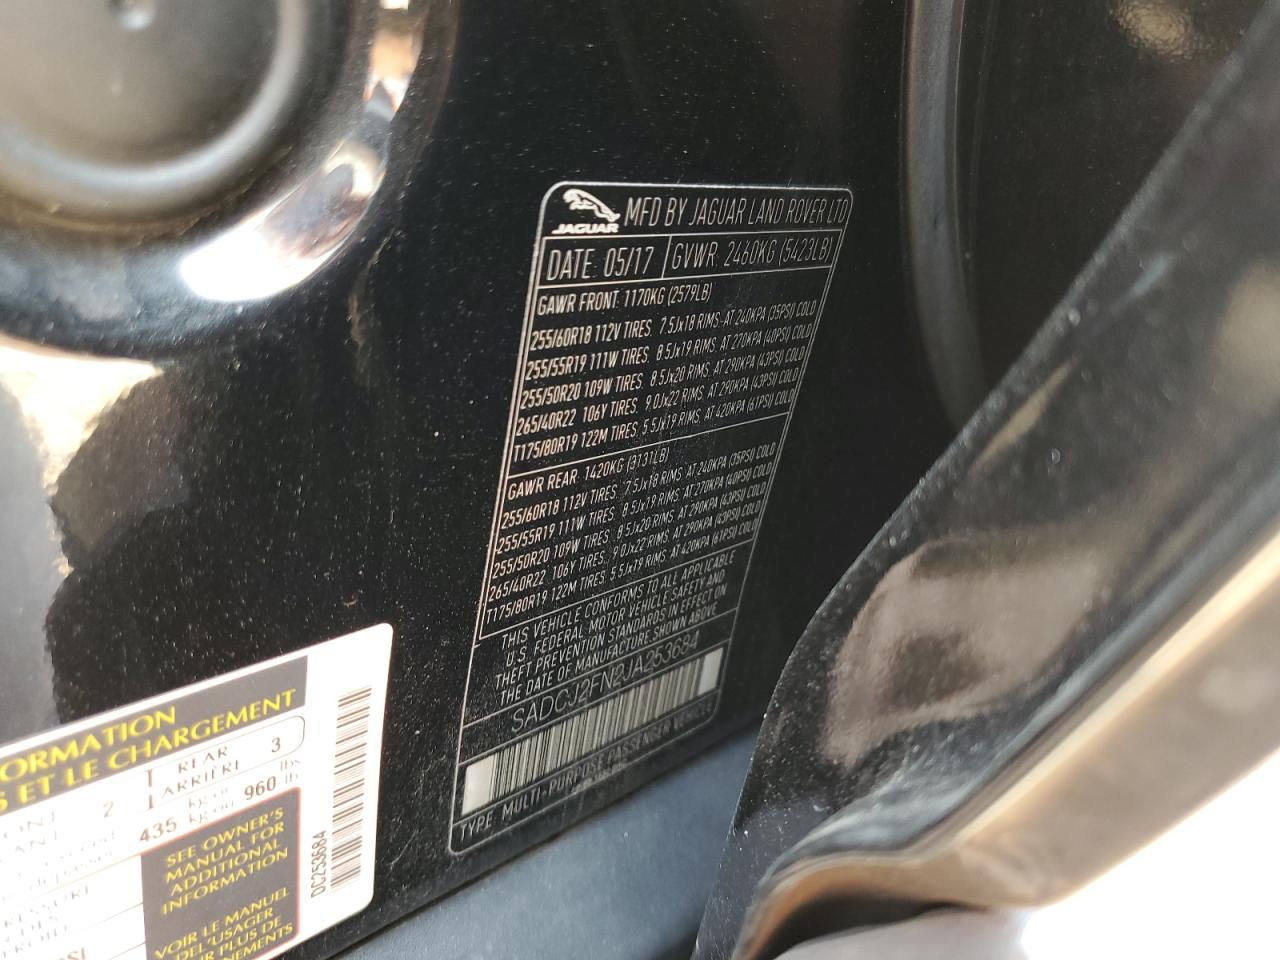 JAGUAR
MFD BY JAGUAR LAND ROVER LTD
DATE: 05/17 GVWR: 2460KG (5423LB)
GAWR FRONT: 1170KG (2579LB)
255/60R18 112V TIRES. 7.5Jx18 RIMS. AT 240KPA (35PSI) COLD
255/55R19 111W TIRES. 8.5Jx19 RIMS. AT 270KPA (40PSI) COLD
255/50R20 109W TIRES. 8.5Jx20 RIMS. AT 290KPA (43PSI) COLD
265/40R22 106Y TIRES. 9.0Jx22 RIMS. AT 290KPA (43PSI) COLD
T175/80R19 122M TIRES. 5.5Jx19 RIMS. AT 420KPA (61PSI) COLD
GAWR REAR: 1420KG (3131LB)
255/60R18 112V TIRES. 7.5Jx18 RIMS. AT 240KPA (35PSI) COLD
255/55R19 111W TIRES. 8.5Jx19 RIMS. AT 270KPA (40PSI) COLD
255/50R20 109W TIRES. 8.5Jx20 RIMS. AT 290KPA (43PSI) COLD
265/40R22 106Y TIRES. 9.0Jx22 RIMS. AT 290KPA (43PSI) COLD
T175/80R19 122M TIRES. 5.5Jx19 RIMS. AT 420KPA (61PSI) COLD
THIS VEHICLE CONFORMS TO ALL APPLICABLE
U.S. FEDERAL MOTOR VEHICLE SAFETY AND
THEFT PREVENTION STANDARDS IN EFFECT ON
THE DATE OF MANUFACTURE SHOWN ABOVE
SADCJ2FN2JA253684
TYPE: MULTI-PURPOSE PASSENGER VEHICLE
ORMATION
S ET LE CHARGEMENT
2 REAR 3
ARRIÈRE
435 kg or 960 lbs
kg ou lb
SEE OWNER'S
MANUAL FOR
ADDITIONAL
INFORMATION
VOIR LE MANUEL
DE L'USAGER
UR PLUS DE
NEMENTS
DC253684